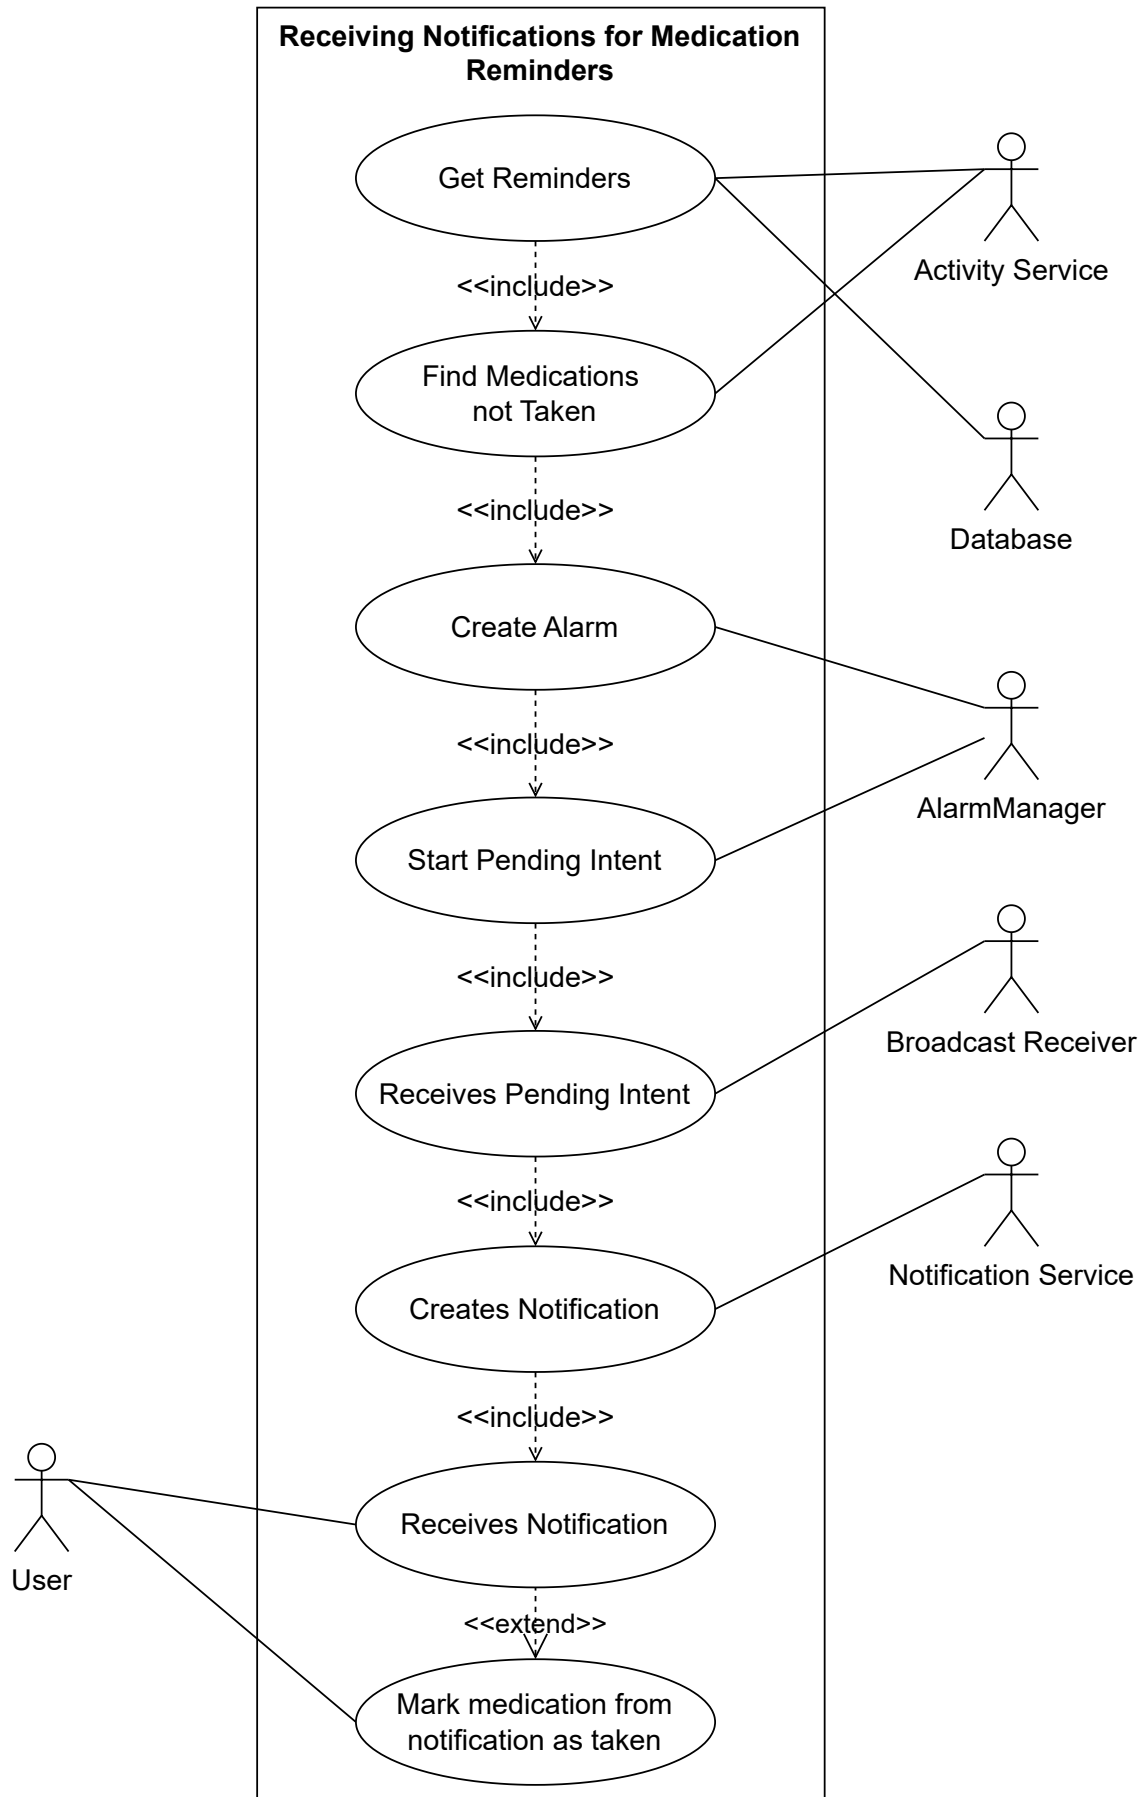 Receiving Notifications for Medication
Reminders
Get Reminders
Activity Service
<<include>>
Find Medications
not Taken
Database
<<include>>
Create Alarm
<<include>>
AlarmManager
Start Pending Intent
<<include>>
Broadcast Receiver
Receives Pending Intent
<<include>>
Notification Service
Creates Notification
<<include>>
Receives Notification
User
<<extend>>
Mark medication from
notification as taken